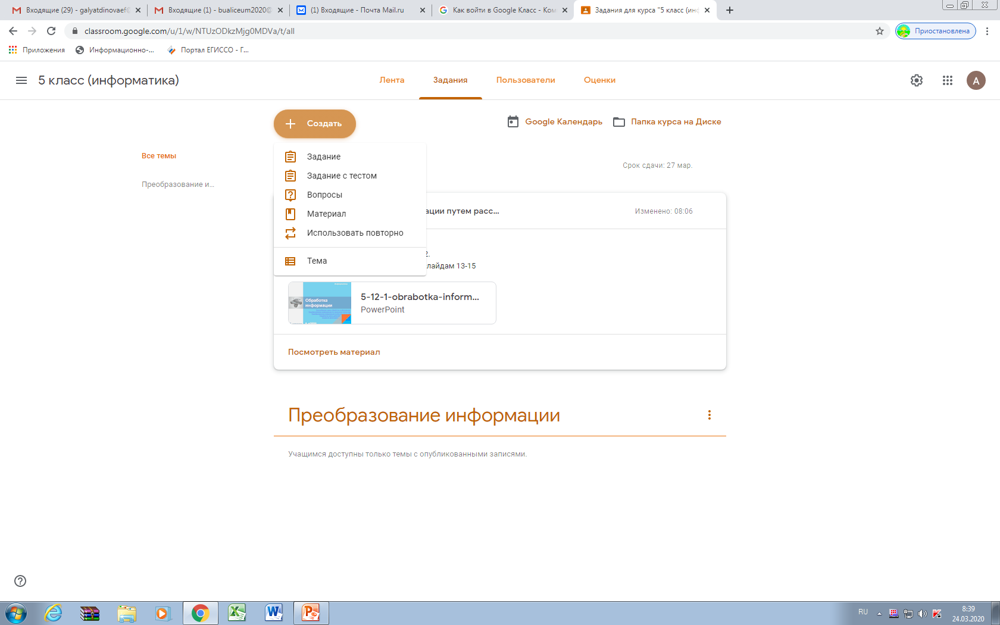 Входящие (29) - galyatdinovaef@
Входящие (1) - bualiceum2020@
(1) Входящие - Почта Mail.ru
Как войти в Google Класс - Ком
Задания для курса "5 класс (инф
classroom.google.com/u/1/w/NTUzODkzMjg0MDVa/t/all
Приостановлена
Приложения
Информационно-...
Портал ЕГИССО - Г...
5 класс (информатика)
Лента
Задания
Пользователи
Оценки
А
Создать
Google Календарь
Папка курса на Диске
Все темы
Преобразование и...
Задание
Задание с тестом
Вопросы
Материал
Использовать повторно
Тема
Срок сдачи: 27 мар.
ации путем расс...
Изменено: 08:06
2.
лайдам 13-15
Обработка
информации
5-12-1-obrabotka-inform...
PowerPoint
Посмотреть материал
Преобразование информации
Учащимся доступны только темы с опубликованными записями.
RU
8:39
24.03.2020